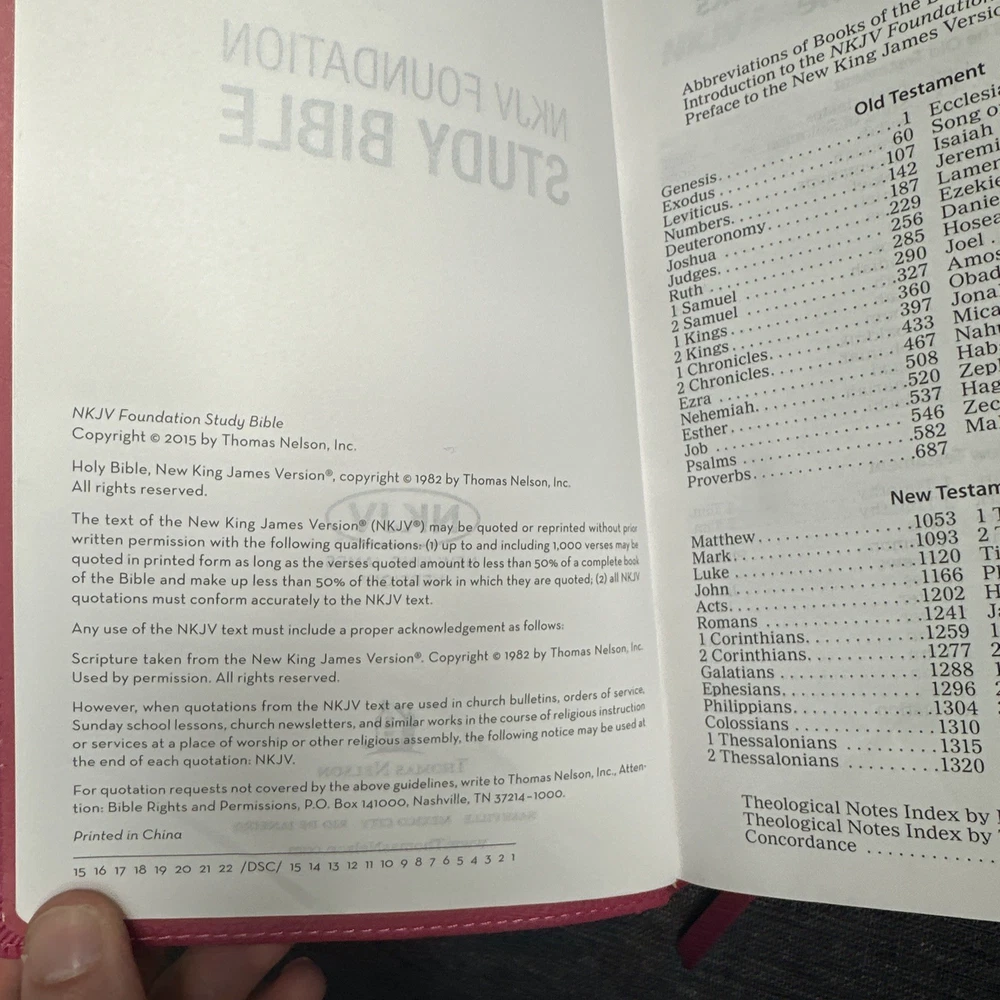 NKJV FOUNDATION
STUDY BIBLE
NKJV Foundation Study Bible
Copyright © 2015 by Thomas Nelson, Inc.
Holy Bible, New King James Version®, copyright © 1982 by Thomas Nelson, Inc.
All rights reserved.
The text of the New King James Version® (NKJV®) may be quoted or reprinted without prior
written permission with the following qualifications: (1) up to and including 1,000 verses may be
quoted in printed form as long as the verses quoted amount to less than 50% of a complete book
of the Bible and make up less than 50% of the total work in which they are quoted; (2) all NKJV
quotations must conform accurately to the NKJV text.
Any use of the NKJV text must include a proper acknowledgement as follows:
Scripture taken from the New King James Version®. Copyright © 1982 by Thomas Nelson, Inc.
Used by permission. All rights reserved.
However, when quotations from the NKJV text are used in church bulletins, orders of service,
Sunday school lessons, church newsletters, and similar works in the course of religious instruction
or services at a place of worship or other religious assembly, the following notice may be used at
the end of each quotation: NKJV.
For quotation requests not covered by the above guidelines, write to Thomas Nelson, Inc., Atten-
tion: Bible Rights and Permissions, P.O. Box 141000, Nashville, TN 37214-1000.
Printed in China
15 16 17 18 19 20 21 22 /DSC/ 15 14 13 12 11 10 9 8 7 6 5 4 3 2 1
Abbreviations of Books of the
Introduction to the NKJV Foundation
Preface to the New King James
Old Testament
Genesis. . . . . . . . . . . . . . . . . . .1
Exodus . . . . . . . . . . . . . . . . . . 60
Leviticus. . . . . . . . . . . . . . . . .107
Numbers. . . . . . . . . . . . . . . . .142
Deuteronomy. . . . . . . . . . . . . 187
Joshua . . . . . . . . . . . . . . . . . .229
Judges. . . . . . . . . . . . . . . . . . 256
Ruth . . . . . . . . . . . . . . . . . . . 285
1 Samuel . . . . . . . . . . . . . . . . 290
2 Samuel . . . . . . . . . . . . . . . . 327
1 Kings. . . . . . . . . . . . . . . . . . 360
2 Kings. . . . . . . . . . . . . . . . . . 397
1 Chronicles. . . . . . . . . . . . . . 433
2 Chronicles. . . . . . . . . . . . . . 467
Ezra . . . . . . . . . . . . . . . . . . . 508
Nehemiah. . . . . . . . . . . . . . . .520
Esther. . . . . . . . . . . . . . . . . . .537
Job . . . . . . . . . . . . . . . . . . . . 546
Psalms . . . . . . . . . . . . . . . . . .582
Proverbs. . . . . . . . . . . . . . . . .687
Song
Isaiah
Joel . .
New
Matthew. . . . . . . . . . . . . . . .1053
Mark. . . . . . . . . . . . . . . . . . 1093
Luke . . . . . . . . . . . . . . . . . . 1120
John . . . . . . . . . . . . . . . . . . 1166
Acts. . . . . . . . . . . . . . . . . . . 1202
Romans . . . . . . . . . . . . . . . 1241
1 Corinthians. . . . . . . . . . . .1259
2 Corinthians. . . . . . . . . . . .1277
Galatians . . . . . . . . . . . . . . 1288
Ephesians. . . . . . . . . . . . . . 1296
Philippians. . . . . . . . . . . . . .1304
Colossians . . . . . . . . . . . . . .1310
1 Thessalonians . . . . . . . . .1315
2 Thessalonians . . . . . . . . .1320
Theological Notes Index by
Theological Notes Index by
Concordance . . . . . . . . . . .